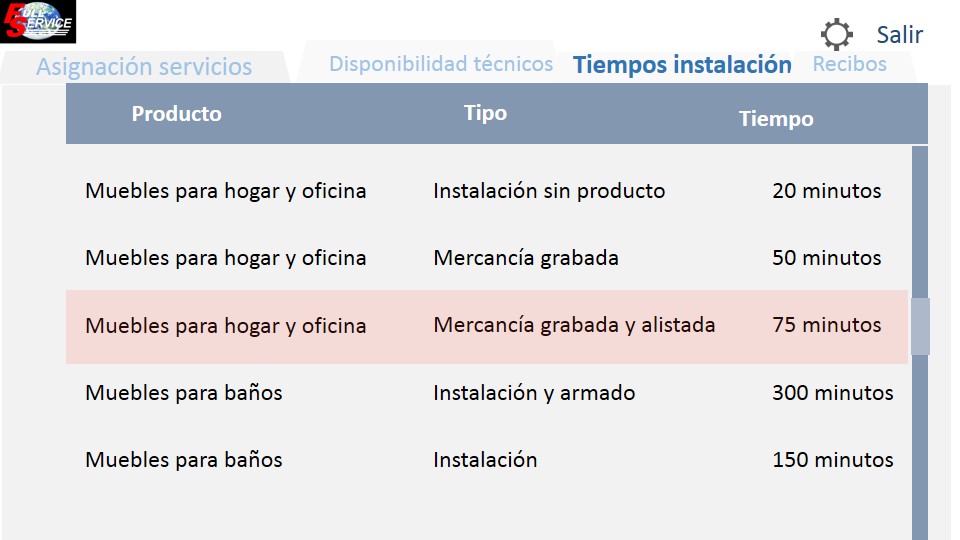 FULL SERVICE
Salir
Asignación servicios
Disponibilidad técnicos
Tiempos instalación
Recibos
Producto Tipo Tiempo
Muebles para hogar y oficina Instalación sin producto 20 minutos
Muebles para hogar y oficina Mercancía grabada 50 minutos
Muebles para hogar y oficina Mercancía grabada y alistada 75 minutos
Muebles para baños Instalación y armado 300 minutos
Muebles para baños Instalación 150 minutos